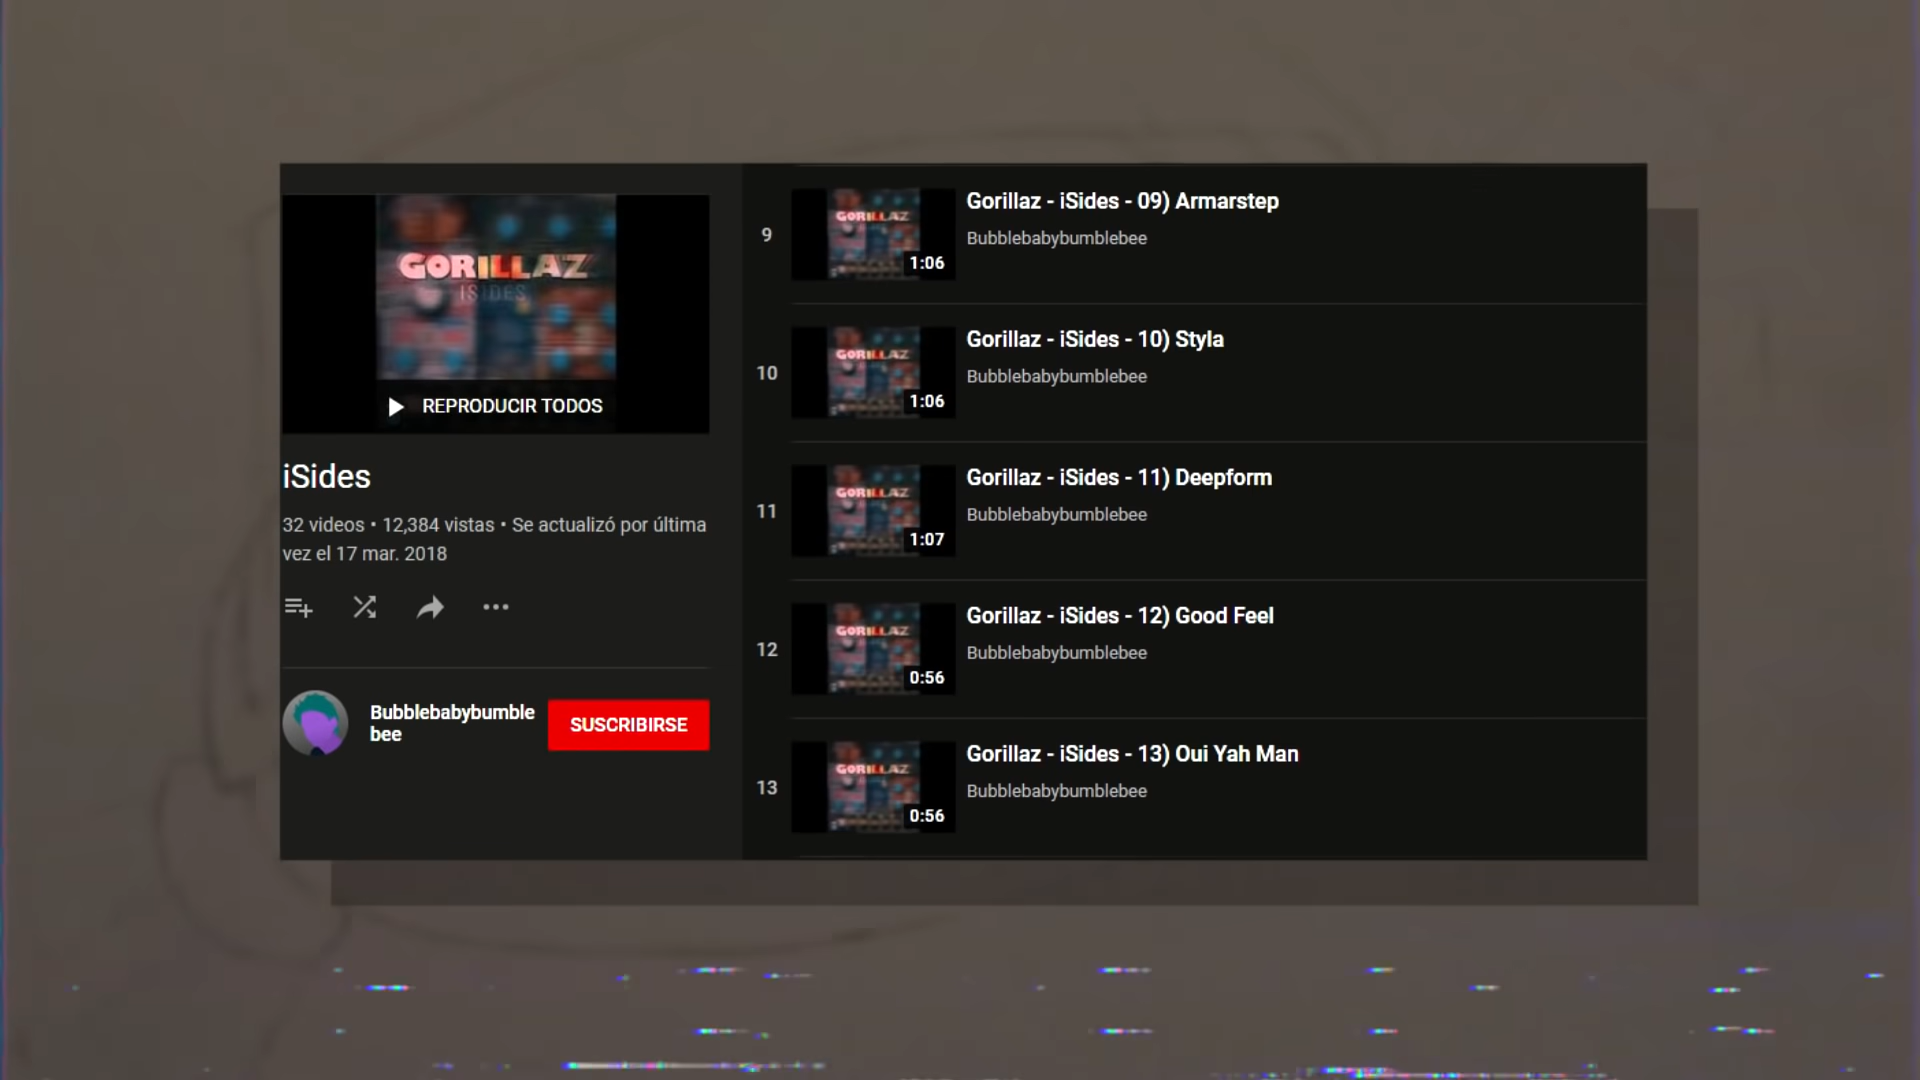 GORILLAZ
ISIDES
REPRODUCIR TODOS
iSides
32 videos • 12,384 vistas • Se actualizó por última
vez el 17 mar. 2018
Bubblebabybumble
bee
SUSCRIBIRSE
9
GORILLAZ
1:06
Gorillaz - iSides - 09) Armarstep
Bubblebabybumblebee
10
GORILLAZ
1:06
Gorillaz - iSides - 10) Styla
Bubblebabybumblebee
11
GORILLAZ
1:07
Gorillaz - iSides - 11) Deepform
Bubblebabybumblebee
12
GORILLAZ
0:56
Gorillaz - iSides - 12) Good Feel
Bubblebabybumblebee
13
GORILLAZ
0:56
Gorillaz - iSides - 13) Oui Yah Man
Bubblebabybumblebee